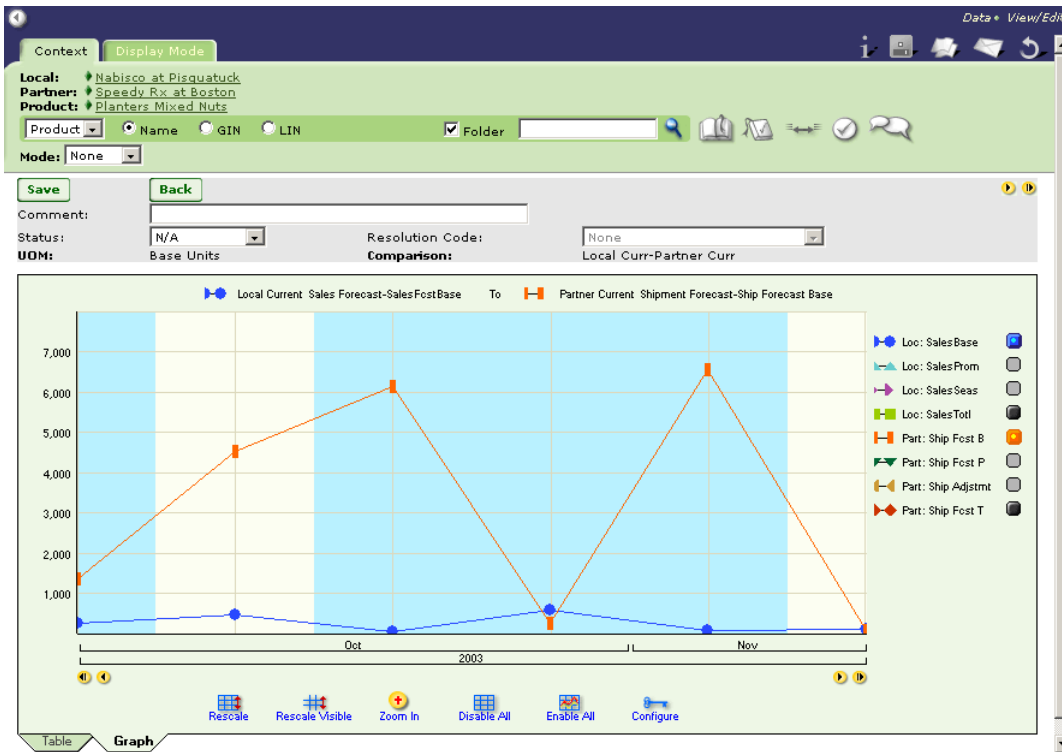 Data • View/Edit
Context Display Mode
Local: Nabisco at Pisquatuck
Partner: Speedy Rx at Boston
Product: Planters Mixed Nuts
Product Name GIN LIN Folder
Mode: None
Save Back
Comment:
Status: N/A Resolution Code: None
UOM: Base Units Comparison: Local Curr-Partner Curr
Local Current Sales Forecast-SalesFcstBase To Partner Current Shipment Forecast-Ship Forecast Base
7,000
6,000
5,000
4,000
3,000
2,000
1,000
Loc: SalesBase
Loc: SalesProm
Loc: SalesSeas
Loc: SalesTotl
Part: Ship Fcst B
Part: Ship Fcst P
Part: Ship Adjstmt
Part: Ship Fcst T
Oct Nov
2003
Rescale Rescale Visible Zoom In Disable All Enable All Configure
Table Graph